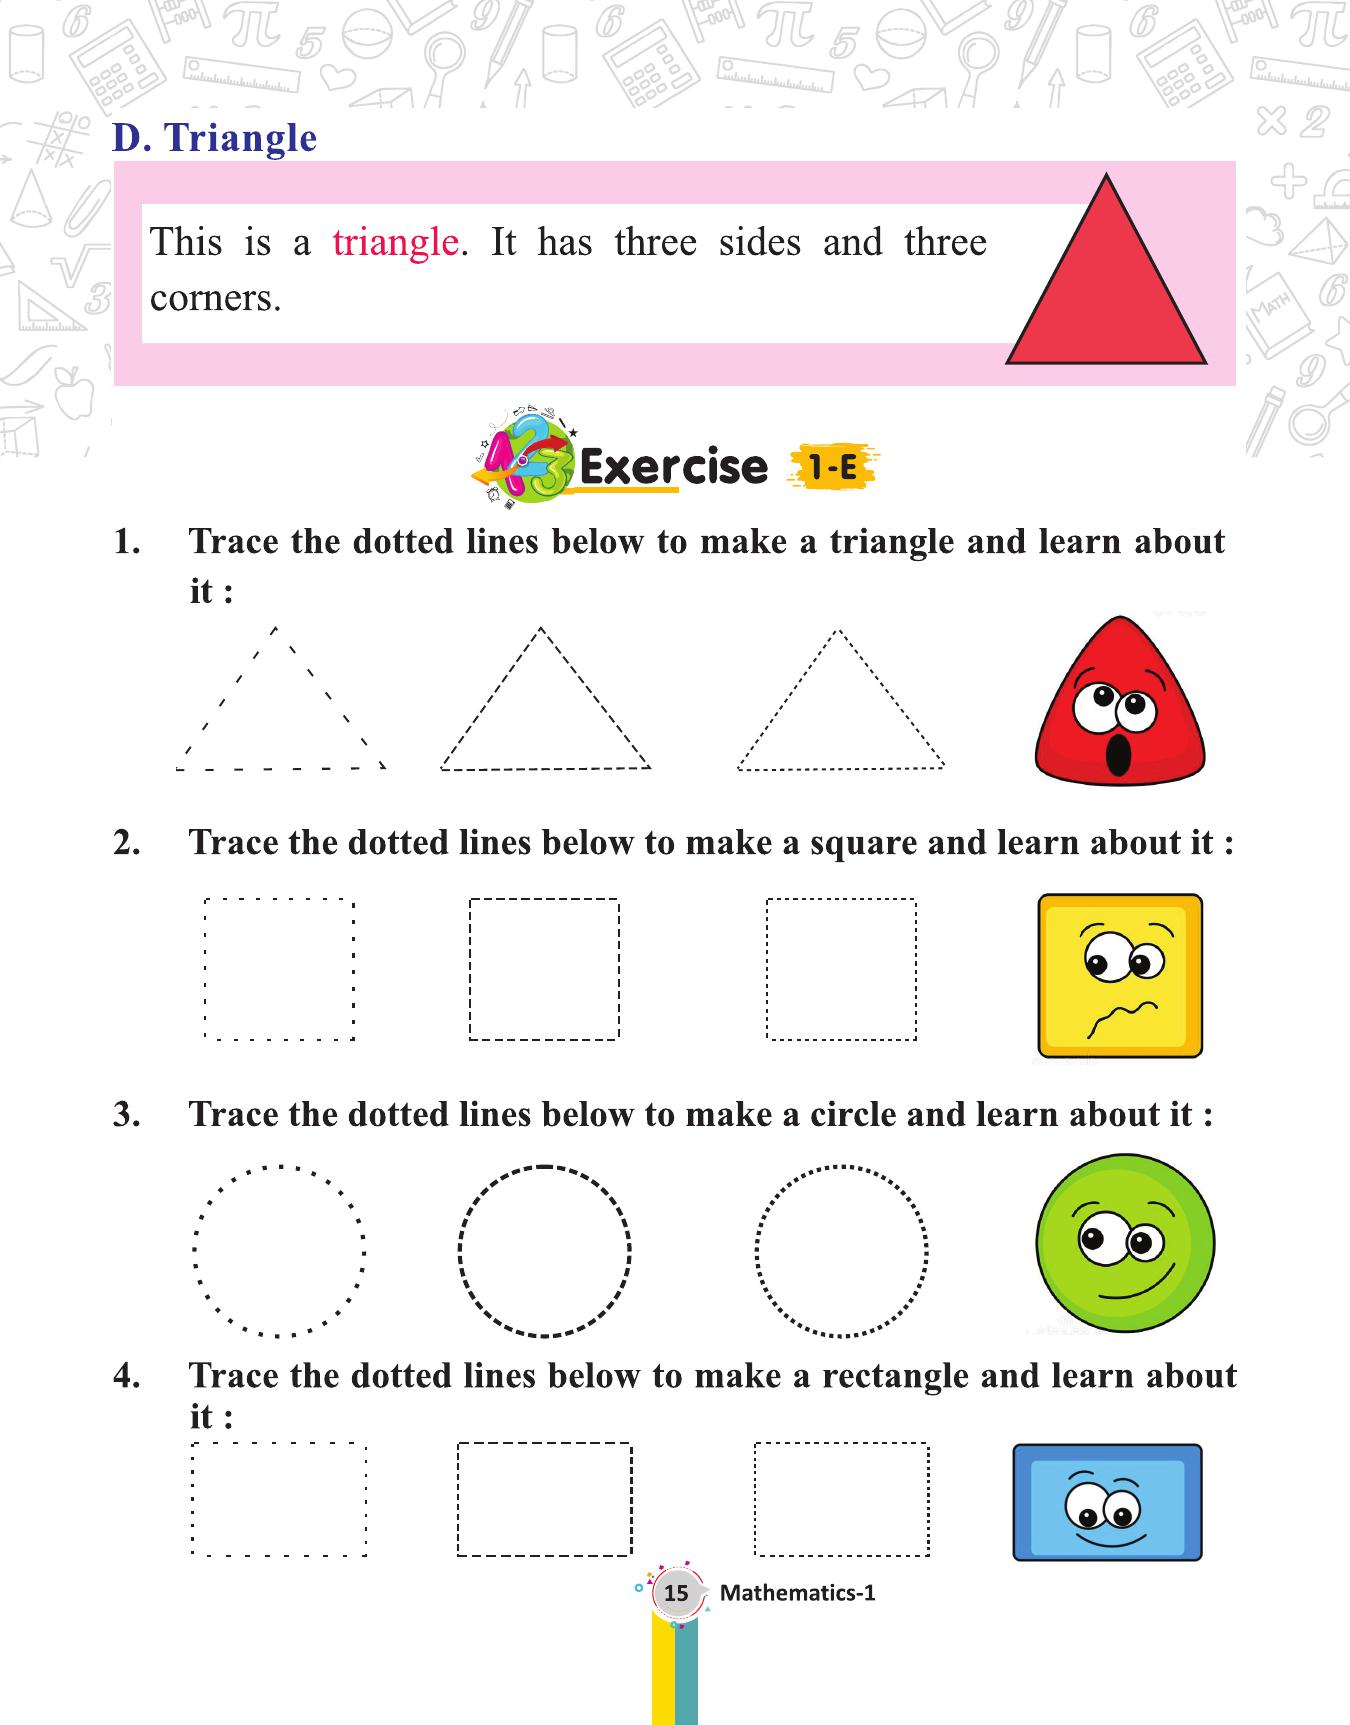 D. Triangle
This is a triangle. It has three sides and three
corners.
Exercise 1-E
1. Trace the dotted lines below to make a triangle and learn about
it :
2. Trace the dotted lines below to make a square and learn about it :
3. Trace the dotted lines below to make a circle and learn about it :
4. Trace the dotted lines below to make a rectangle and learn about
it :
15 Mathematics-1